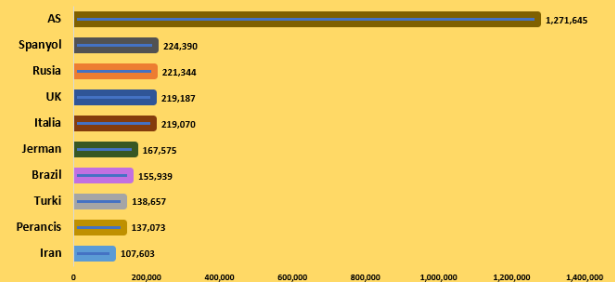 AS 1,271,645
Spanyol 224,390
Rusia 221,344
UK 219,187
Italia 219,070
Jerman 167,575
Brazil 155,939
Turki 138,657
Perancis 137,073
Iran 107,603
0 200,000 400,000 600,000 800,000 1,000,000 1,200,000 1,400,000